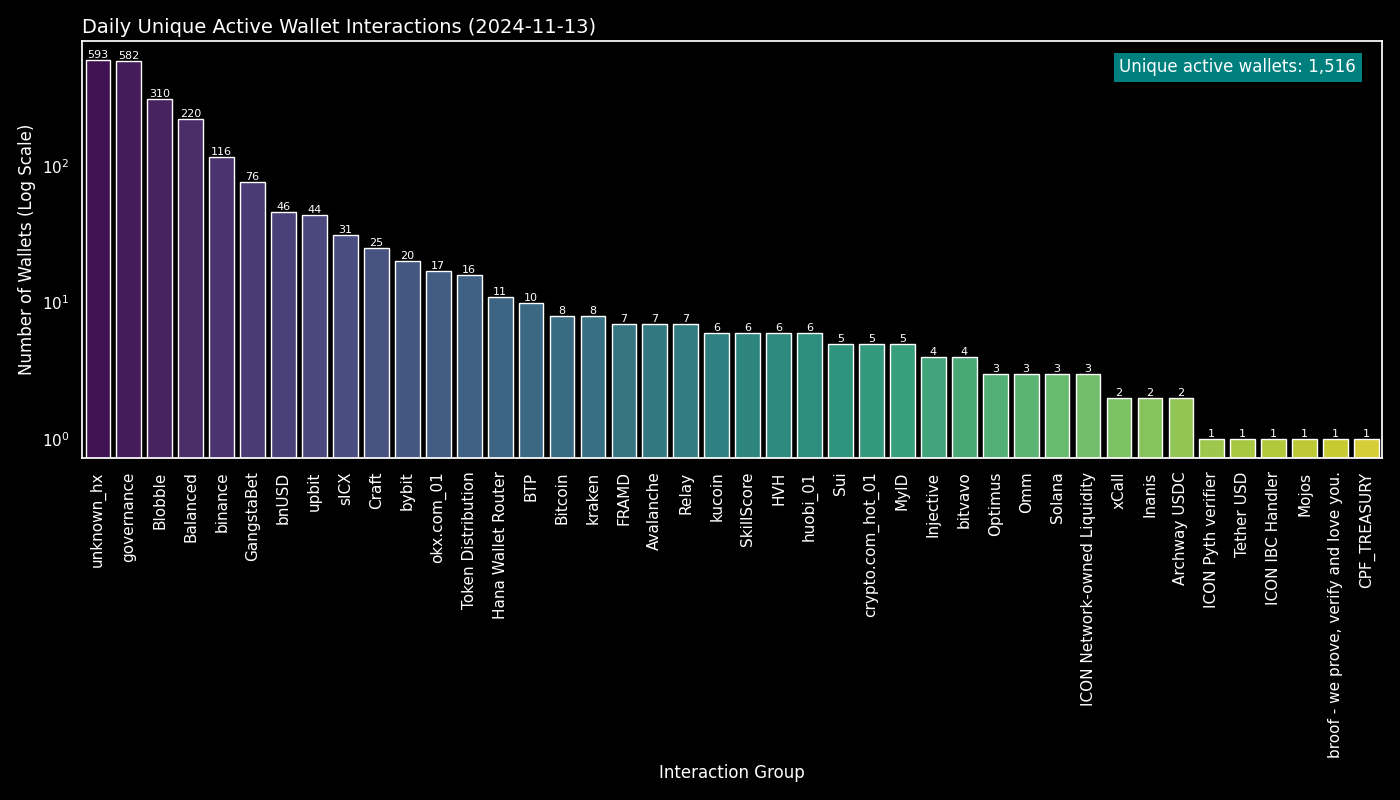 Daily Unique Active Wallet Interactions (2024-11-13)
Unique active wallets: 1,516
Number of Wallets (Log Scale)
10²
10¹
10⁰
593
582
310
220
116
76
46
44
31
25
20
17
16
11
10
8
8
7
7
7
6
6
6
6
5
5
5
4
4
3
3
3
3
2
2
2
1
1
1
1
1
1
unknown_hx
governance
Blobble
Balanced
binance
GangstaBet
bnUSD
upbit
sICX
Craft
bybit
okx.com_01
Token Distribution
Hana Wallet Router
BTP
Bitcoin
kraken
FRAMD
Avalanche
Relay
kucoin
SkillScore
HVH
huobi_01
Sui
crypto.com_hot_01
MyID
Injective
bitvavo
Optimus
Omm
Solana
ICON Network-owned Liquidity
xCall
Inanis
Archway USDC
ICON Pyth verifier
Tether USD
ICON IBC Handler
Mojos
broof - we prove, verify and love you.
CPF_TREASURY
Interaction Group